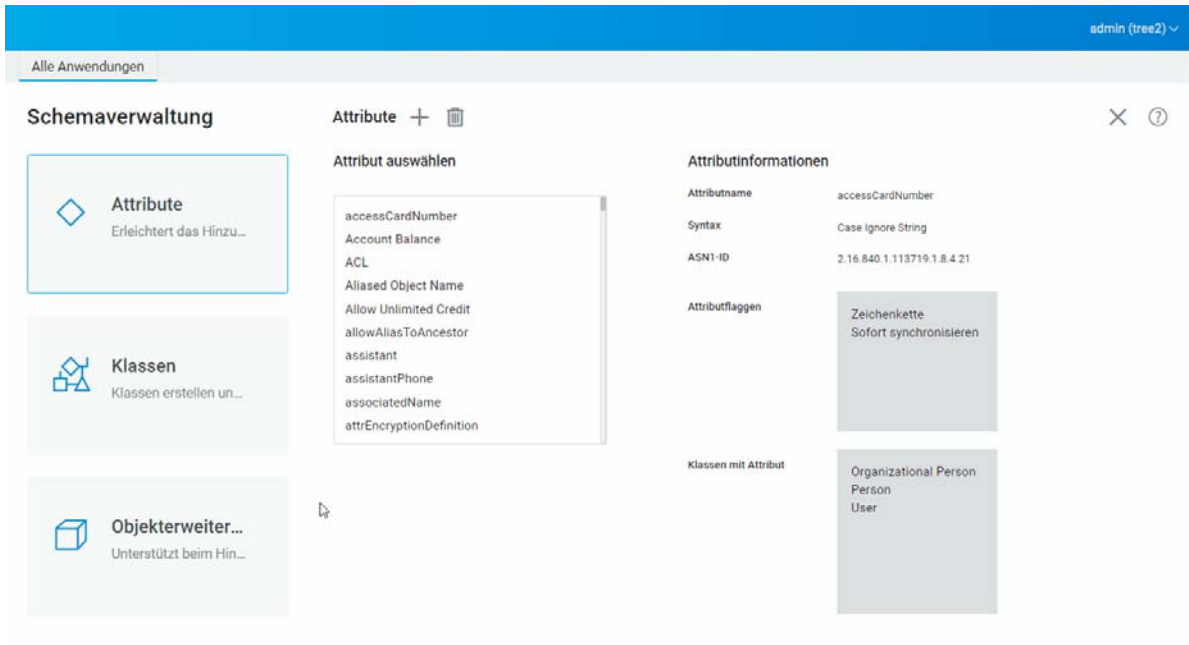 admin (tree2)
Alle Anwendungen
Schemaverwaltung
Attribute
Erleichtert das Hinzu...
Klassen
Klassen erstellen un...
Objekterweiter...
Unterstützt beim Hin...
Attribute
Attribut auswählen
accessCardNumber
Account Balance
ACL
Aliased Object Name
Allow Unlimited Credit
allowAliasToAncestor
assistant
assistantPhone
associatedName
attrEncryptionDefinition
Attributinformationen
Attributname
accessCardNumber
Syntax
Case Ignore String
ASN1-ID
2.16.840.1.113719.1.8.4.21
Attributflaggen
Zeichenkette
Sofort synchronisieren
Klassen mit Attribut
Organizational Person
Person
User